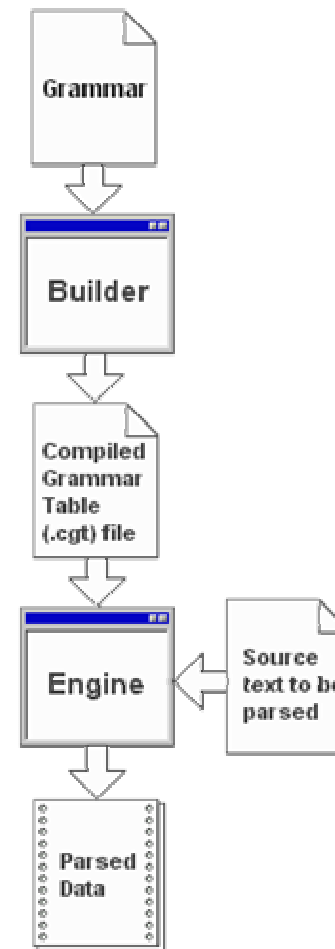 Grammar
Builder
Compiled
Grammar
Table
(.cgt) file
Engine
Source
text to be
parsed
Parsed
Data